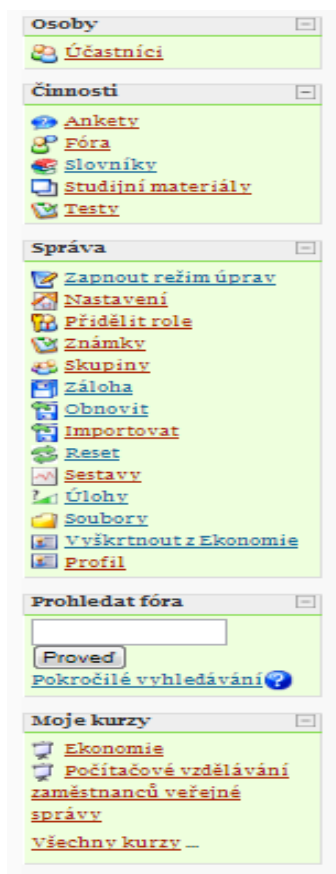 Osoby
Účastníci
Činnosti
Ankety
Fóra
Slovníky
Studijní materiály
Testy
Správa
Zapnout režim úprav
Nastavení
Přidělit role
Známky
Skupiny
Záloha
Obnovit
Importovat
Reset
Sestavy
Úlohy
Soubory
Vyškrtnout z Ekonomie
Profil
Prohledat fóra
Proveď
Pokročilé vyhledávání
Moje kurzy
Ekonomie
Počítačové vzdělávání
zaměstnanců veřejné
správy
Všechny kurzy ...